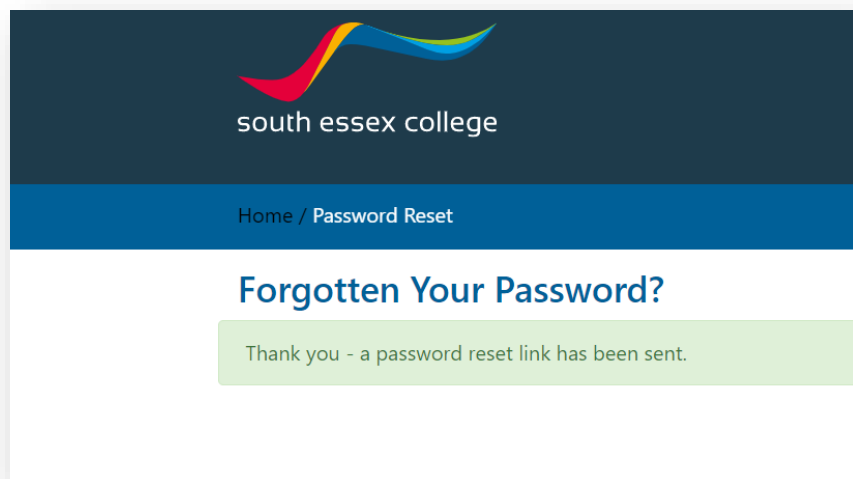 south essex college
Home / Password Reset
Forgotten Your Password?
Thank you - a password reset link has been sent.